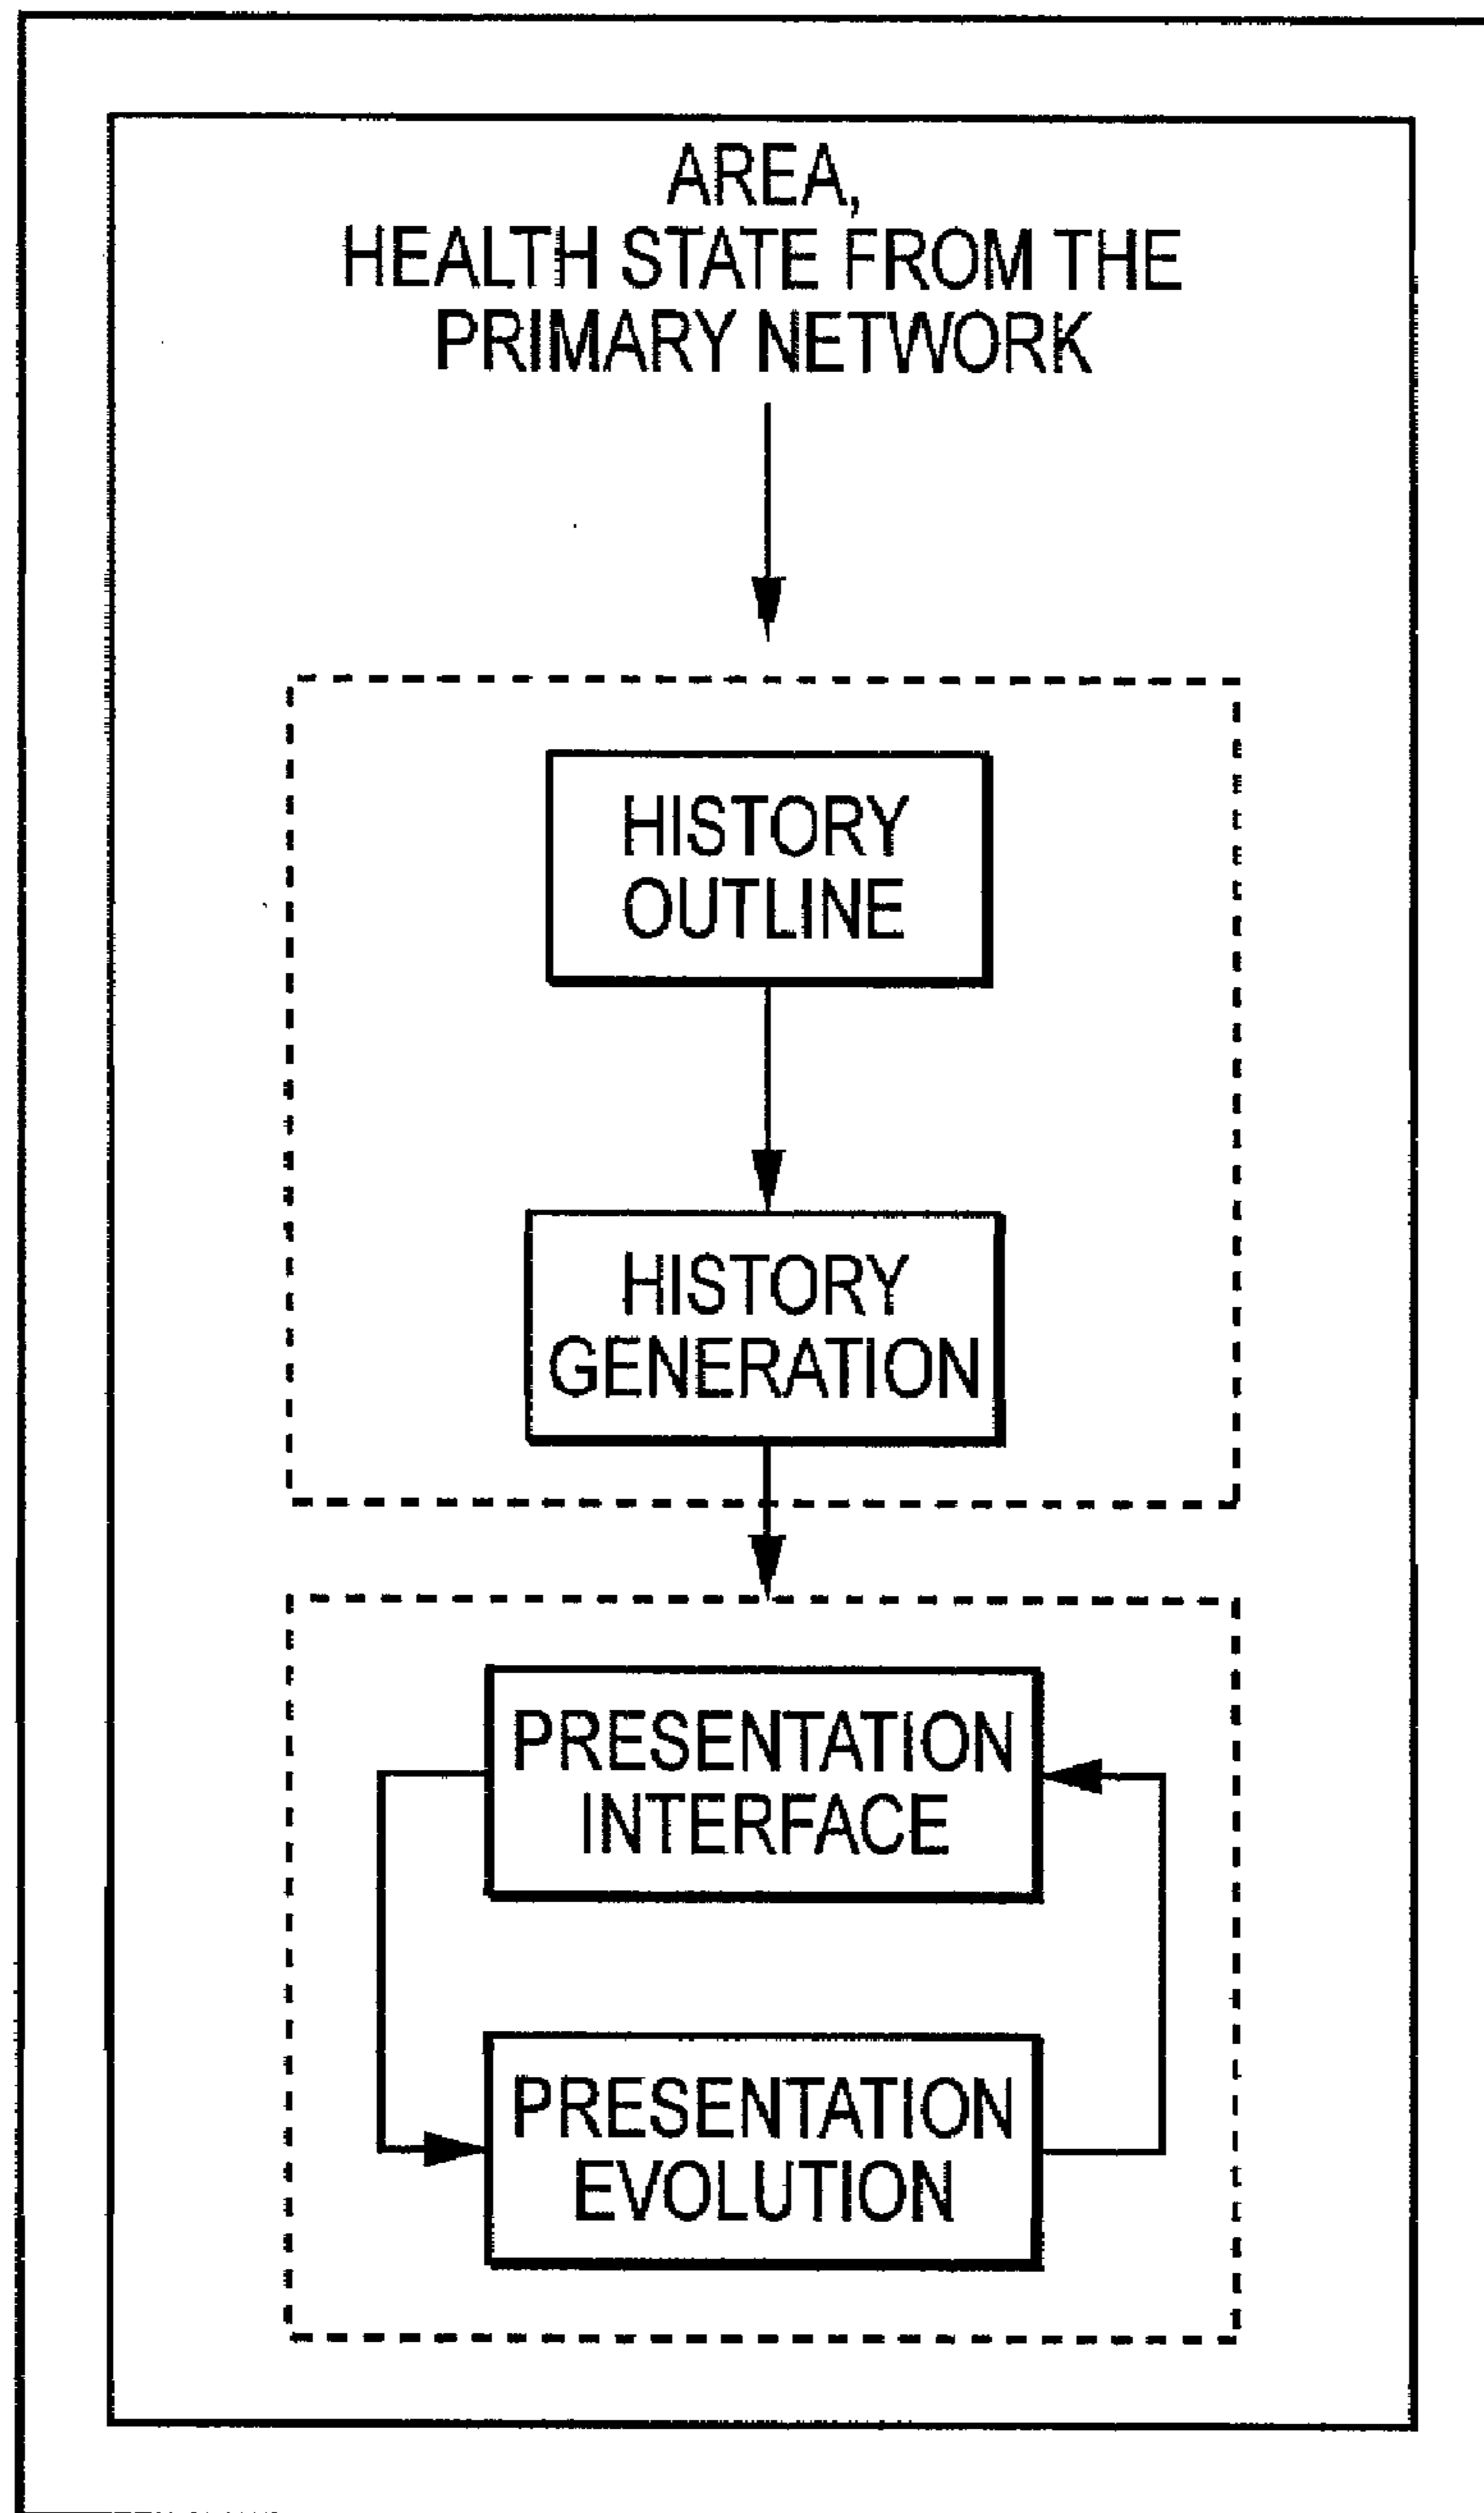 AREA,
HEALTH STATE FROM THE
PRIMARY NETWORK
HISTORY
OUTLINE
HISTORY
GENERATION
PRESENTATION
INTERFACE
PRESENTATION
EVOLUTION